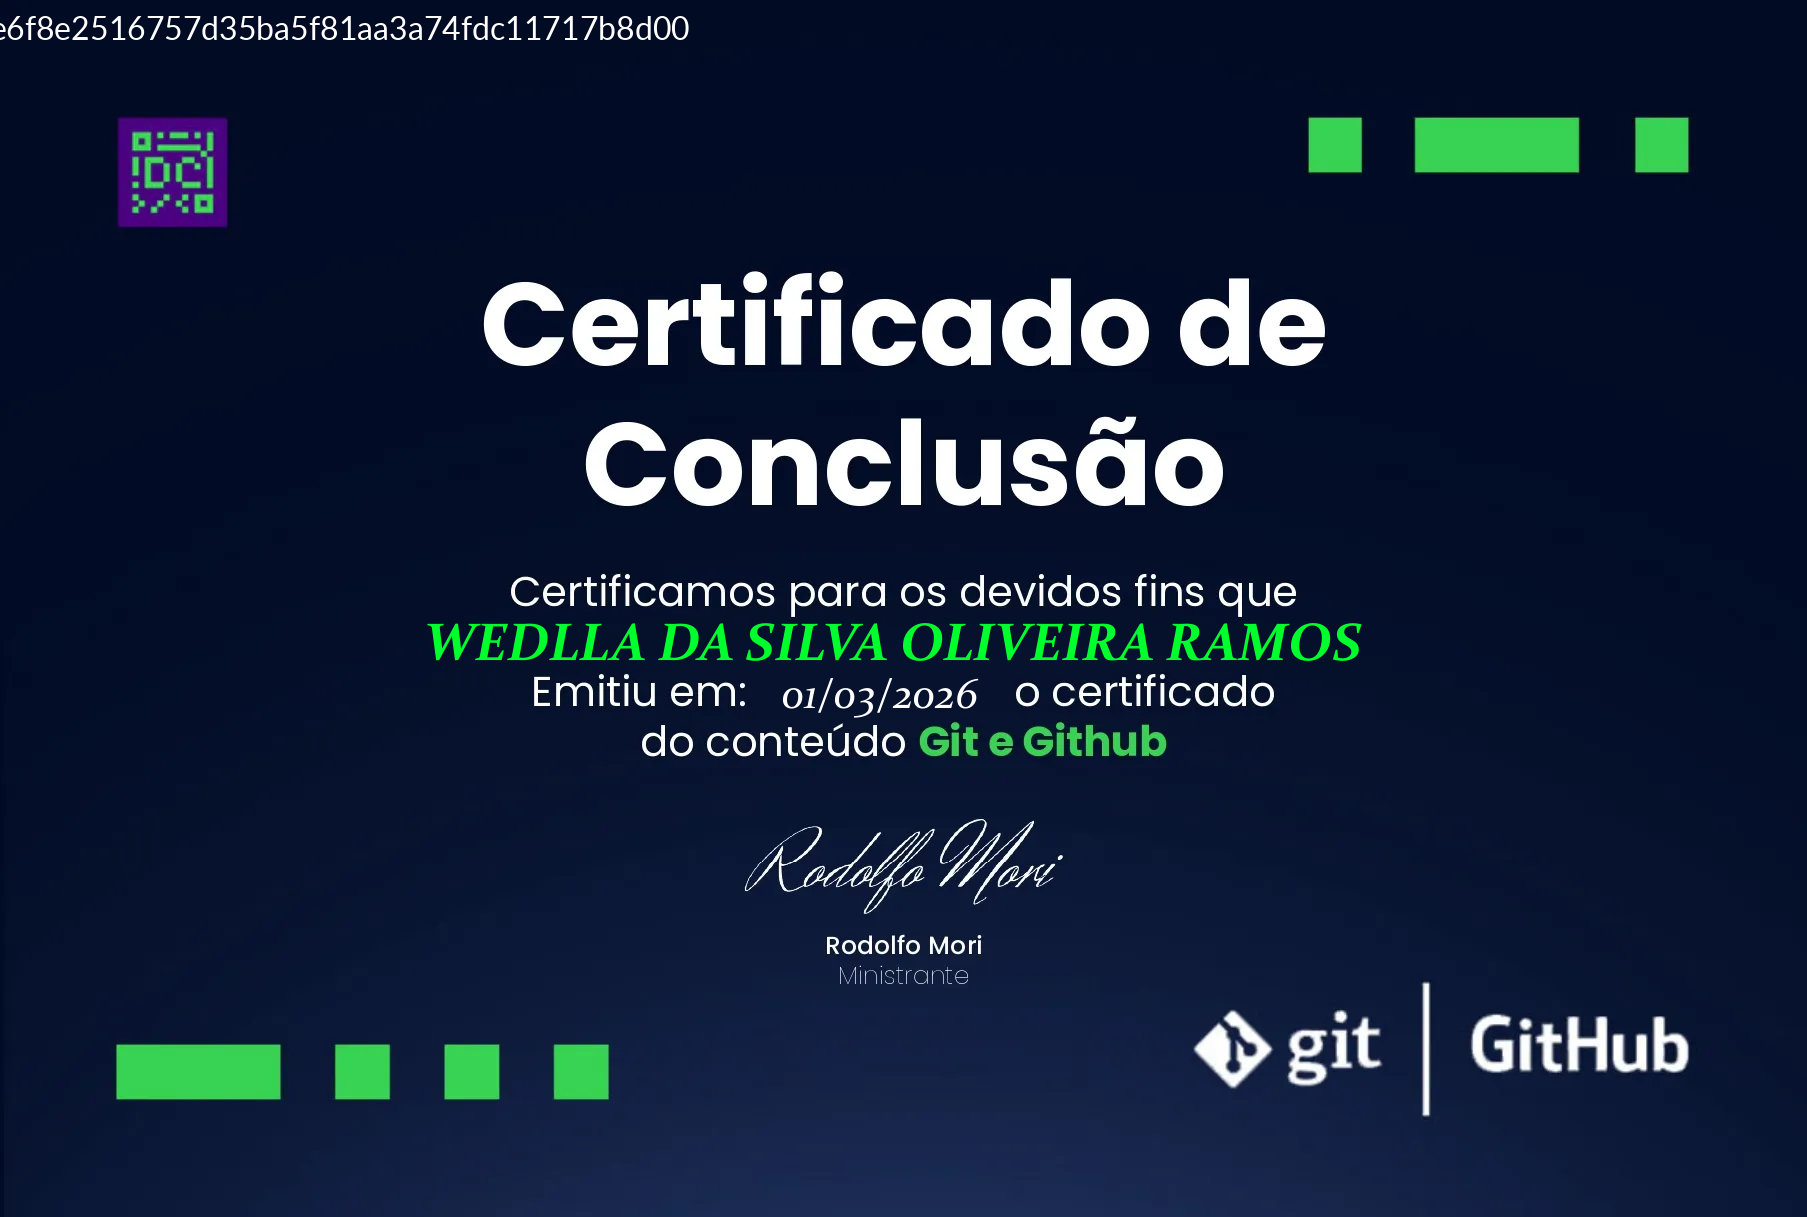 e6f8e2516757d35ba5f81aa3a74fdc11717b8d00
DC
Certificado de
Conclusão
Certificamos para os devidos fins que
WEDLLA DA SILVA OLIVEIRA RAMOS
Emitiu em: 01/03/2026 o certificado
do conteúdo Git e Github
Rodolfo Mori
Rodolfo Mori
Ministrante
git | GitHub